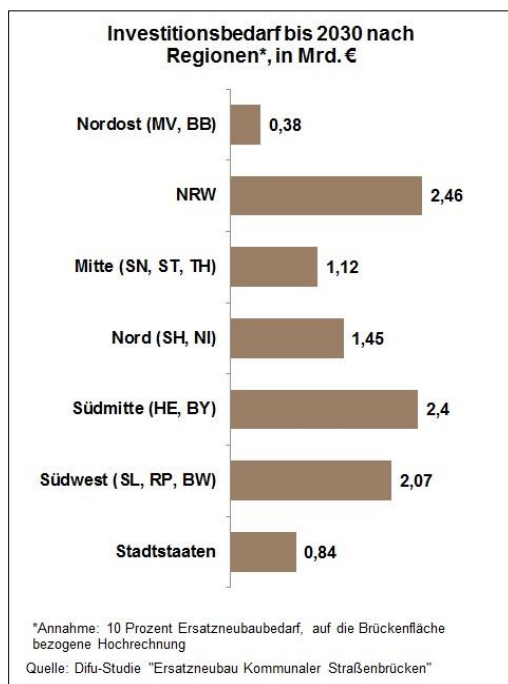 Investitionsbedarf bis 2030 nach
Regionen*, in Mrd. €
Nordost (MV, BB) 0,38
NRW 2,46
Mitte (SN, ST, TH) 1,12
Nord (SH, NI) 1,45
Südmitte (HE, BY) 2,4
Südwest (SL, RP, BW) 2,07
Stadtstaaten 0,84
*Annahme: 10 Prozent Ersatzneubaubedarf, auf die Brückenfläche
bezogene Hochrechnung
Quelle: Difu-Studie "Ersatzneubau Kommunaler Straßenbrücken"